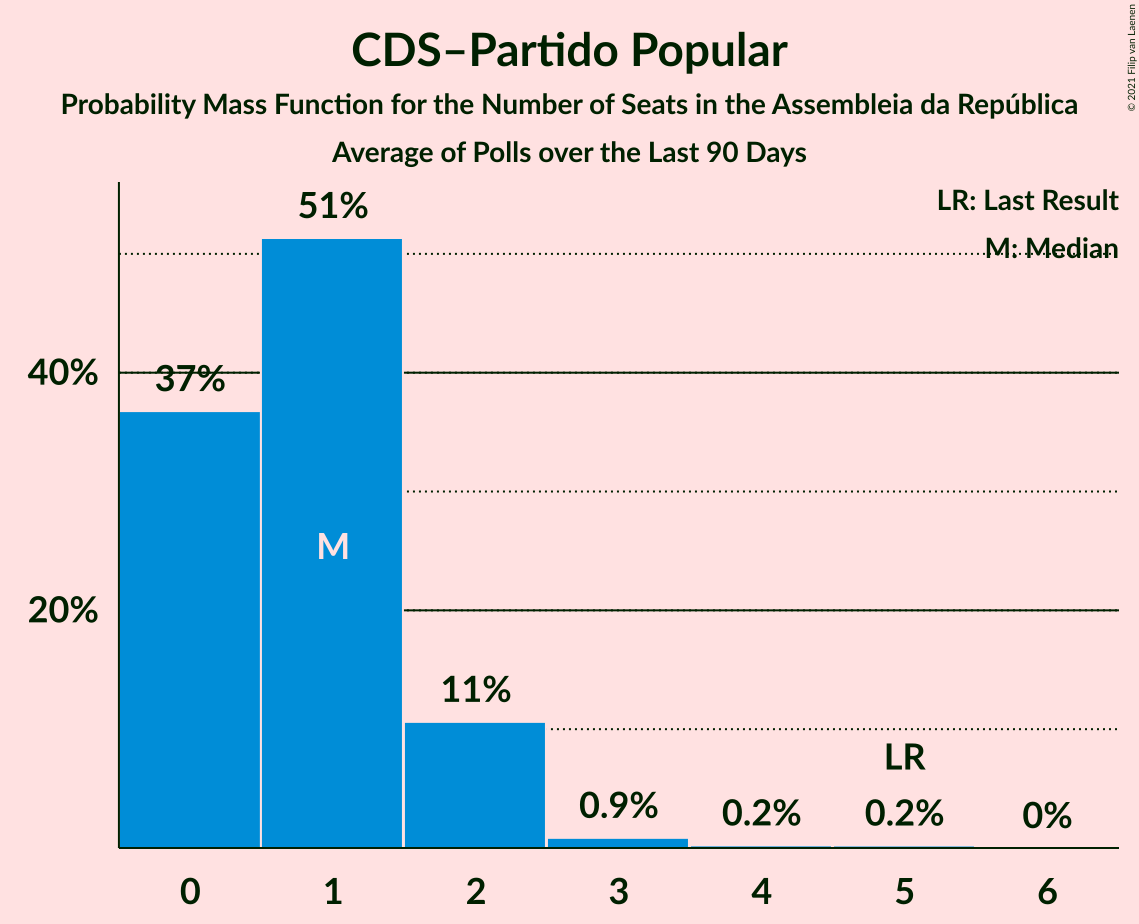 CDS–Partido Popular
Probability Mass Function for the Number of Seats in the Assembleia da República
Average of Polls over the Last 90 Days
© 2021 Filip van Laenen
LR: Last Result
M: Median
51%
40%
37%
M
20%
11%
LR
0.9%
0.2%
0.2%
0%
0 1 2 3 4 5 6